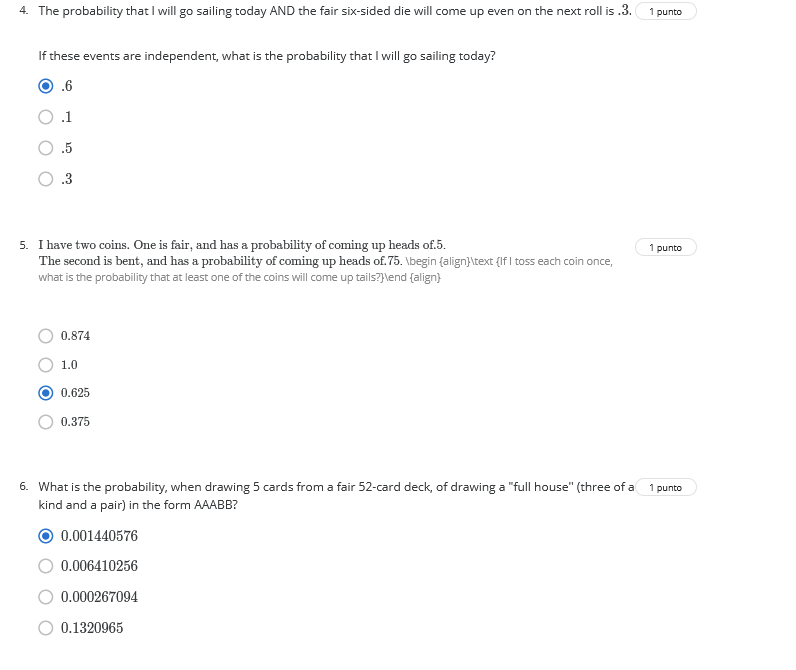 4. The probability that I will go sailing today AND the fair six-sided die will come up even on the next roll is .3. 1 punto
If these events are independent, what is the probability that I will go sailing today?
.6
.1
.5
.3
5. I have two coins. One is fair, and has a probability of coming up heads of.5. 1 punto
The second is bent, and has a probability of coming up heads of.75. \begin {align}\text {If I toss each coin once,
what is the probability that at least one of the coins will come up tails?}\end {align}
0.874
1.0
0.625
0.375
6. What is the probability, when drawing 5 cards from a fair 52-card deck, of drawing a "full house" (three of a 1 punto
kind and a pair) in the form AAABB?
0.001440576
0.006410256
0.000267094
0.1320965